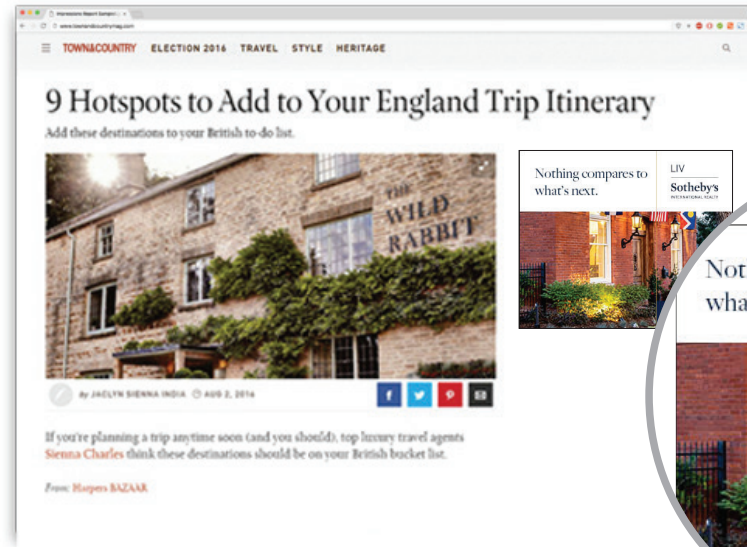 www.townandcountrymag.com
TOWN&COUNTRY ELECTION 2016 TRAVEL STYLE HERITAGE
9 Hotspots to Add to Your England Trip Itinerary
Add these destinations to your British to-do list.
THE
WILD
RABBIT
Nothing compares to
what's next.
LIV
Sotheby's
INTERNATIONAL REALTY
Not
wha
By JACLYN SIENNA INDIA AUG 2, 2016
f
If you're planning a trip anytime soon (and you should), top luxury travel agents
Sienna Charles think these destinations should be on your British bucket list.
From: Harpers BAZAAR